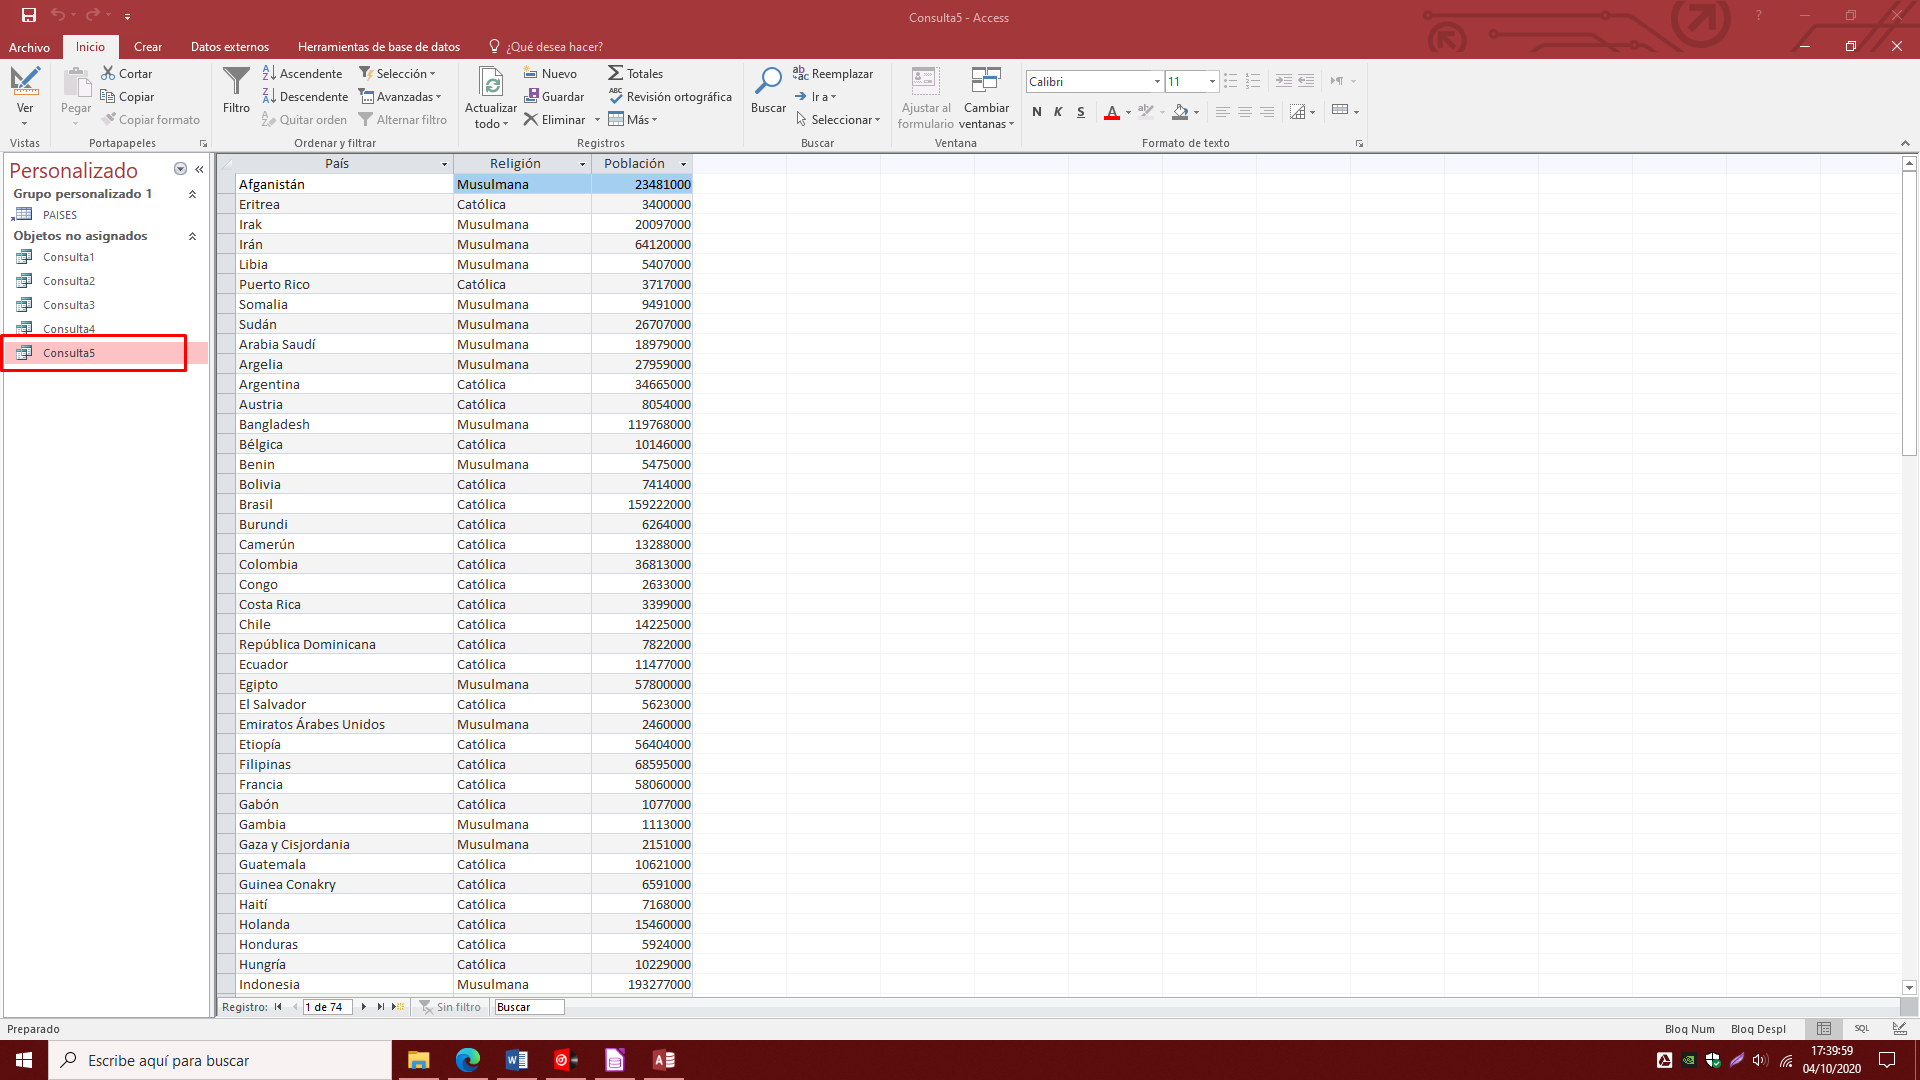 Consulta5 - Access
Archivo Inicio Crear Datos externos Herramientas de base de datos ¿Qué desea hacer?
Ver
Vistas
Pegar
Cortar
Copiar
Copiar formato
Portapapeles
Filtro
Ascendente
Descendente
Quitar orden
Selección
Avanzadas
Alternar filtro
Ordenar y filtrar
Actualizar
todo
Nuevo
Guardar
Eliminar
Totales
Revisión ortográfica
Más
Registros
Buscar
Reemplazar
Ir a
Seleccionar
Buscar
Ajustar al
formulario
Cambiar
ventanas
Ventana
Calibri 11
N K S
Formato de texto
Personalizado
Grupo personalizado 1
PAISES
Objetos no asignados
Consulta1
Consulta2
Consulta3
Consulta4
Consulta5
País Religión Población
Afganistán Musulmana 23481000
Eritrea Católica 3400000
Irak Musulmana 20097000
Irán Musulmana 64120000
Libia Musulmana 5407000
Puerto Rico Católica 3717000
Somalia Musulmana 9491000
Sudán Musulmana 26707000
Arabia Saudí Musulmana 18979000
Argelia Musulmana 27959000
Argentina Católica 34665000
Austria Católica 8054000
Bangladesh Musulmana 119768000
Bélgica Católica 10146000
Benin Musulmana 5475000
Bolivia Católica 7414000
Brasil Católica 159222000
Burundi Católica 6264000
Camerún Católica 13288000
Colombia Católica 36813000
Congo Católica 2633000
Costa Rica Católica 3399000
Chile Católica 14225000
República Dominicana Católica 7822000
Ecuador Católica 11477000
Egipto Musulmana 57800000
El Salvador Católica 5623000
Emiratos Árabes Unidos Musulmana 2460000
Etiopía Católica 56404000
Filipinas Católica 68595000
Francia Católica 58060000
Gabón Católica 1077000
Gambia Musulmana 1113000
Gaza y Cisjordania Musulmana 2151000
Guatemala Católica 10621000
Guinea Conakry Católica 6591000
Haití Católica 7168000
Holanda Católica 15460000
Honduras Católica 5924000
Hungría Católica 10229000
Indonesia Musulmana 193277000
Registro: 1 de 74 Sin filtro Buscar
Preparado Bloq Num Bloq Despl SQL
Escribe aquí para buscar
17:39:59
04/10/2020